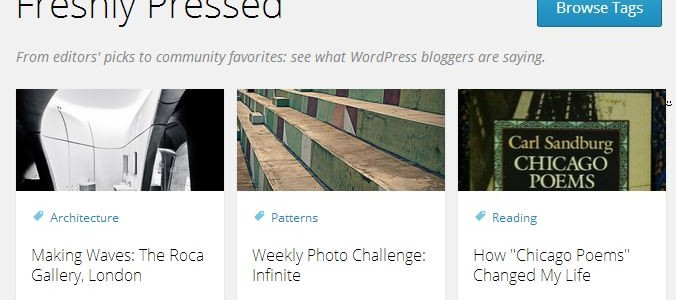 Freshly Pressed
Browse Tags
From editors' picks to community favorites: see what WordPress bloggers are saying.
Carl Sandburg
CHICAGO
POEMS
Architecture
Patterns
Reading
Making Waves: The Roca
Gallery, London
Weekly Photo Challenge:
Infinite
How "Chicago Poems"
Changed My Life